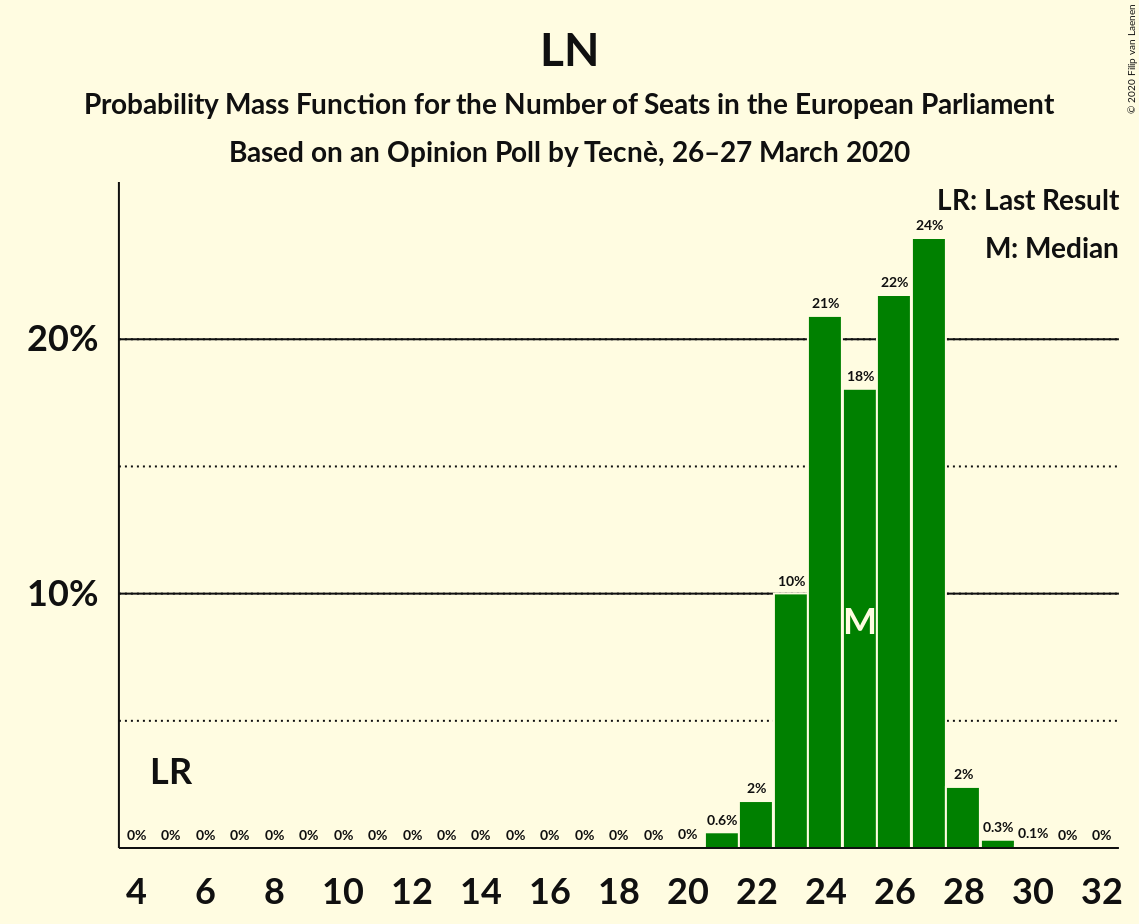 LN
Probability Mass Function for the Number of Seats in the European Parliament
Based on an Opinion Poll by Tecnè, 26–27 March 2020
© 2020 Filip van Laenen
LR: Last Result
M: Median
20%
10%
LR
M
0% 0% 0% 0% 0% 0% 0% 0% 0% 0% 0% 0% 0% 0% 0% 0% 0% 0.6% 2% 10% 21% 18% 22% 24% 2% 0.3% 0.1% 0% 0%
4 6 8 10 12 14 16 18 20 22 24 26 28 30 32